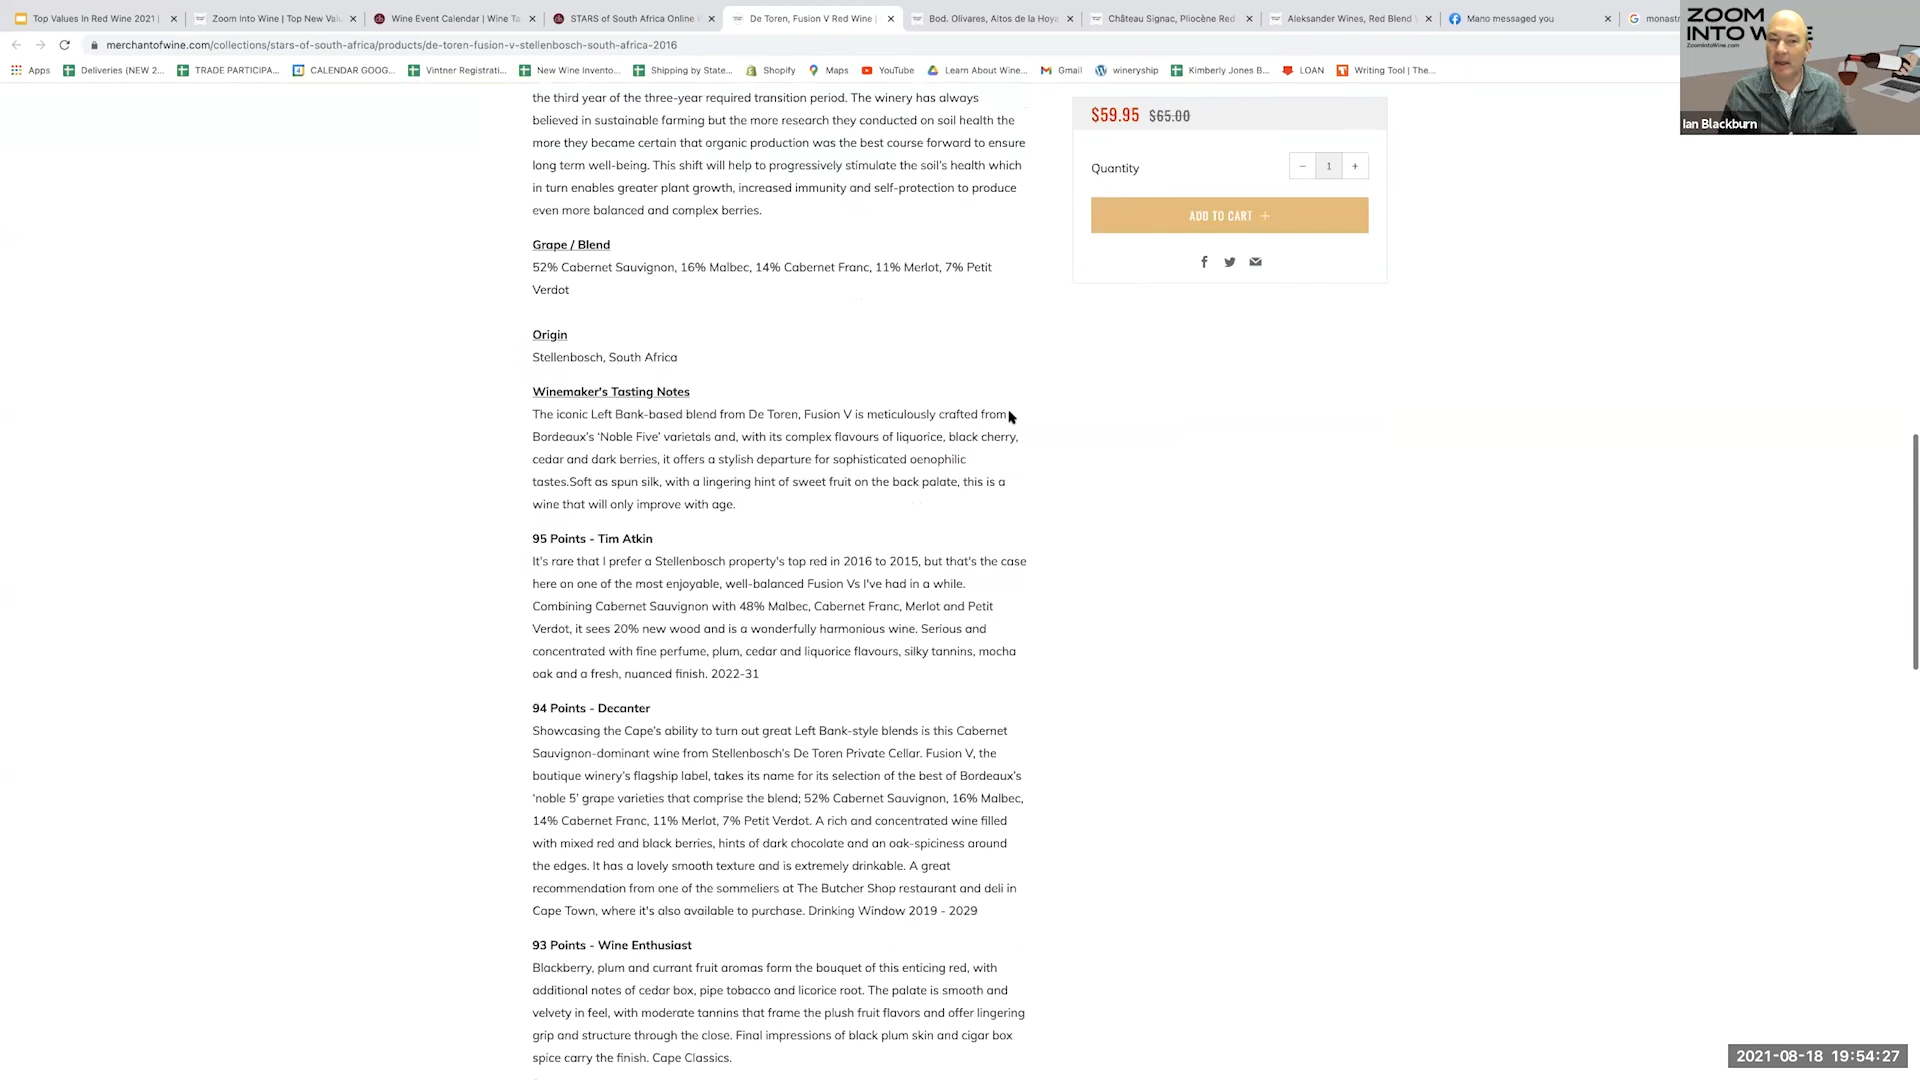 Top Values In Red Wine 2021 |
Zoom Into Wine | Top New Valu
Wine Event Calendar | Wine Ta
STARS of South Africa Online
De Toren, Fusion V Red Wine |
Bod. Olivares, Altos de la Hoya
Château Signac, Pliocène Red
Aleksander Wines, Red Blend
Mano messaged you
monastr
merchantofwine.com/collections/stars-of-south-africa/products/de-toren-fusion-v-stellenbosch-south-africa-2016
Apps
Deliveries (NEW 2...
TRADE PARTICIPA...
CALENDAR GOOG...
Vintner Registrati...
New Wine Invento...
Shipping by State...
Shopify
Maps
YouTube
Learn About Wine...
Gmail
wineryship
Kimberly Jones B...
LOAN
Writing Tool | The...
ZOOM
INTO W NE
ZoomIntoWine.com
Ian Blackburn
the third year of the three-year required transition period. The winery has always
believed in sustainable farming but the more research they conducted on soil health the
more they became certain that organic production was the best course forward to ensure
long term well-being. This shift will help to progressively stimulate the soil's health which
in turn enables greater plant growth, increased immunity and self-protection to produce
even more balanced and complex berries.
$59.95 $65.00
Quantity
− 1 +
ADD TO CART +
Grape / Blend
52% Cabernet Sauvignon, 16% Malbec, 14% Cabernet Franc, 11% Merlot, 7% Petit
Verdot
Origin
Stellenbosch, South Africa
Winemaker's Tasting Notes
The iconic Left Bank-based blend from De Toren, Fusion V is meticulously crafted from
Bordeaux's 'Noble Five' varietals and, with its complex flavours of liquorice, black cherry,
cedar and dark berries, it offers a stylish departure for sophisticated oenophilic
tastes.Soft as spun silk, with a lingering hint of sweet fruit on the back palate, this is a
wine that will only improve with age.
95 Points - Tim Atkin
It's rare that I prefer a Stellenbosch property's top red in 2016 to 2015, but that's the case
here on one of the most enjoyable, well-balanced Fusion Vs I've had in a while.
Combining Cabernet Sauvignon with 48% Malbec, Cabernet Franc, Merlot and Petit
Verdot, it sees 20% new wood and is a wonderfully harmonious wine. Serious and
concentrated with fine perfume, plum, cedar and liquorice flavours, silky tannins, mocha
oak and a fresh, nuanced finish. 2022-31
94 Points - Decanter
Showcasing the Cape's ability to turn out great Left Bank-style blends is this Cabernet
Sauvignon-dominant wine from Stellenbosch's De Toren Private Cellar. Fusion V, the
boutique winery's flagship label, takes its name for its selection of the best of Bordeaux's
'noble 5' grape varieties that comprise the blend; 52% Cabernet Sauvignon, 16% Malbec,
14% Cabernet Franc, 11% Merlot, 7% Petit Verdot. A rich and concentrated wine filled
with mixed red and black berries, hints of dark chocolate and an oak-spiciness around
the edges. It has a lovely smooth texture and is extremely drinkable. A great
recommendation from one of the sommeliers at The Butcher Shop restaurant and deli in
Cape Town, where it's also available to purchase. Drinking Window 2019 - 2029
93 Points - Wine Enthusiast
Blackberry, plum and currant fruit aromas form the bouquet of this enticing red, with
additional notes of cedar box, pipe tobacco and licorice root. The palate is smooth and
velvety in feel, with moderate tannins that frame the plush fruit flavors and offer lingering
grip and structure through the close. Final impressions of black plum skin and cigar box
spice carry the finish. Cape Classics.
2021-08-18 19:54:27